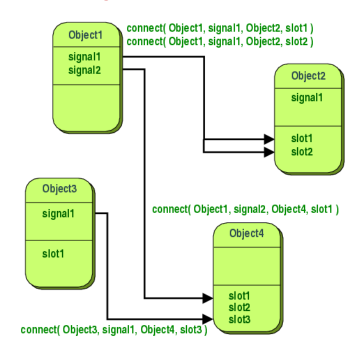 connect( Object1, signal1, Object2, slot1 )
connect( Object1, signal1, Object2, slot2 )
Object1
signal1
signal2
Object2
signal1
slot1
slot2
Object3
signal1
slot1
connect( Object1, signal2, Object4, slot1 )
Object4
slot1
slot2
slot3
connect( Object3, signal1, Object4, slot3 )